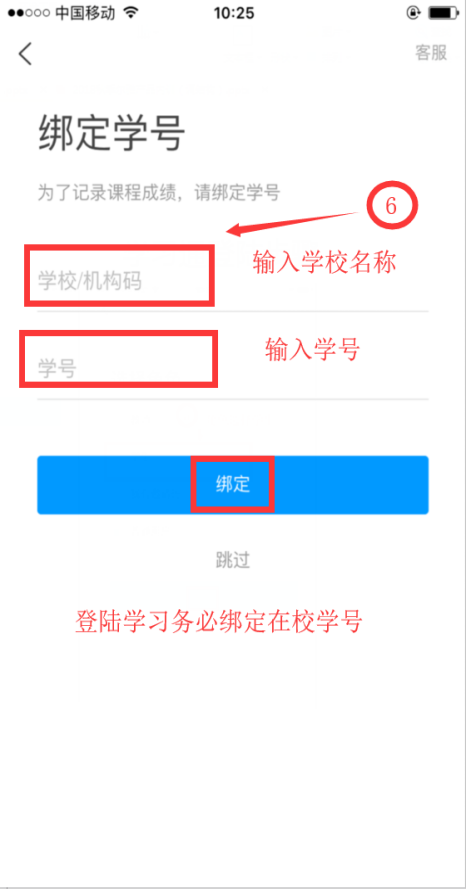 中国移动 10:25
客服
绑定学号
为了记录课程成绩，请绑定学号
6
输入学校名称
学校/机构码
输入学号
学号
绑定
跳过
登陆学习务必绑定在校学号